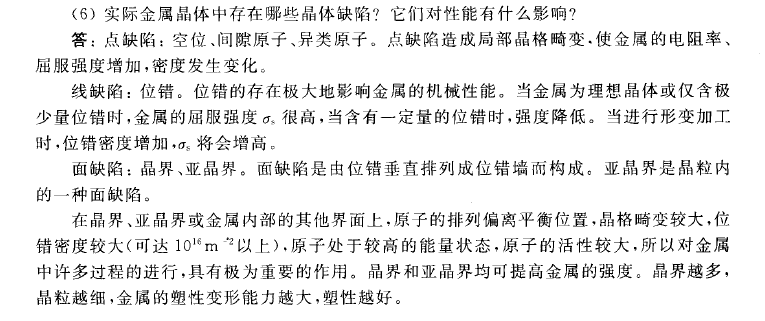 (6) 实际金属晶体中存在哪些晶体缺陷？它们对性能有什么影响？
答：点缺陷：空位、间隙原子、异类原子。点缺陷造成局部晶格畸变，使金属的电阻率、
屈服强度增加，密度发生变化。
线缺陷：位错。位错的存在极大地影响金属的机械性能。当金属为理想晶体或仅含极
少量位错时，金属的屈服强度 σs 很高，当含有一定量的位错时，强度降低。当进行形变加工
时，位错密度增加，σs 将会增高。
面缺陷：晶界、亚晶界。面缺陷是由位错垂直排列成位错墙而构成。亚晶界是晶粒内
的一种面缺陷。
在晶界、亚晶界或金属内部的其他界面上，原子的排列偏离平衡位置，晶格畸变较大，位
错密度较大(可达 10¹⁶m⁻²以上)，原子处于较高的能量状态，原子的活性较大，所以对金属
中许多过程的进行，具有极为重要的作用。晶界和亚晶界均可提高金属的强度。晶界越多，
晶粒越细，金属的塑性变形能力越大，塑性越好。